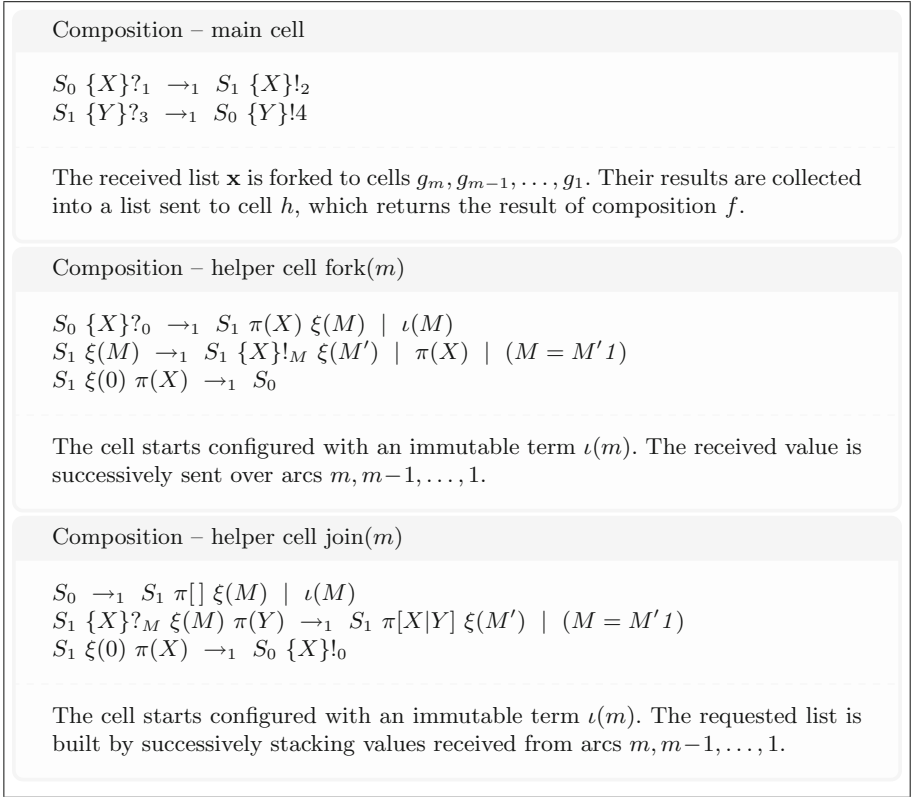 Composition – main cell
S₀ {X}?₁ →₁ S₁ {X}!₂
S₁ {Y}?₃ →₁ S₀ {Y}!4
The received list x is forked to cells gₘ, gₘ₋₁, . . . , g₁. Their results are collected
into a list sent to cell h, which returns the result of composition f.
Composition – helper cell fork(m)
S₀ {X}?₀ →₁ S₁ π(X) ξ(M) | ι(M)
S₁ ξ(M) →₁ S₁ {X}!_M ξ(M′) | π(X) | (M = M′1)
S₁ ξ(0) π(X) →₁ S₀
The cell starts configured with an immutable term ι(m). The received value is
successively sent over arcs m, m−1, . . . , 1.
Composition – helper cell join(m)
S₀ →₁ S₁ π[ ] ξ(M) | ι(M)
S₁ {X}?_M ξ(M) π(Y) →₁ S₁ π[X|Y] ξ(M′) | (M = M′1)
S₁ ξ(0) π(X) →₁ S₀ {X}!₀
The cell starts configured with an immutable term ι(m). The requested list is
built by successively stacking values received from arcs m, m−1, . . . , 1.